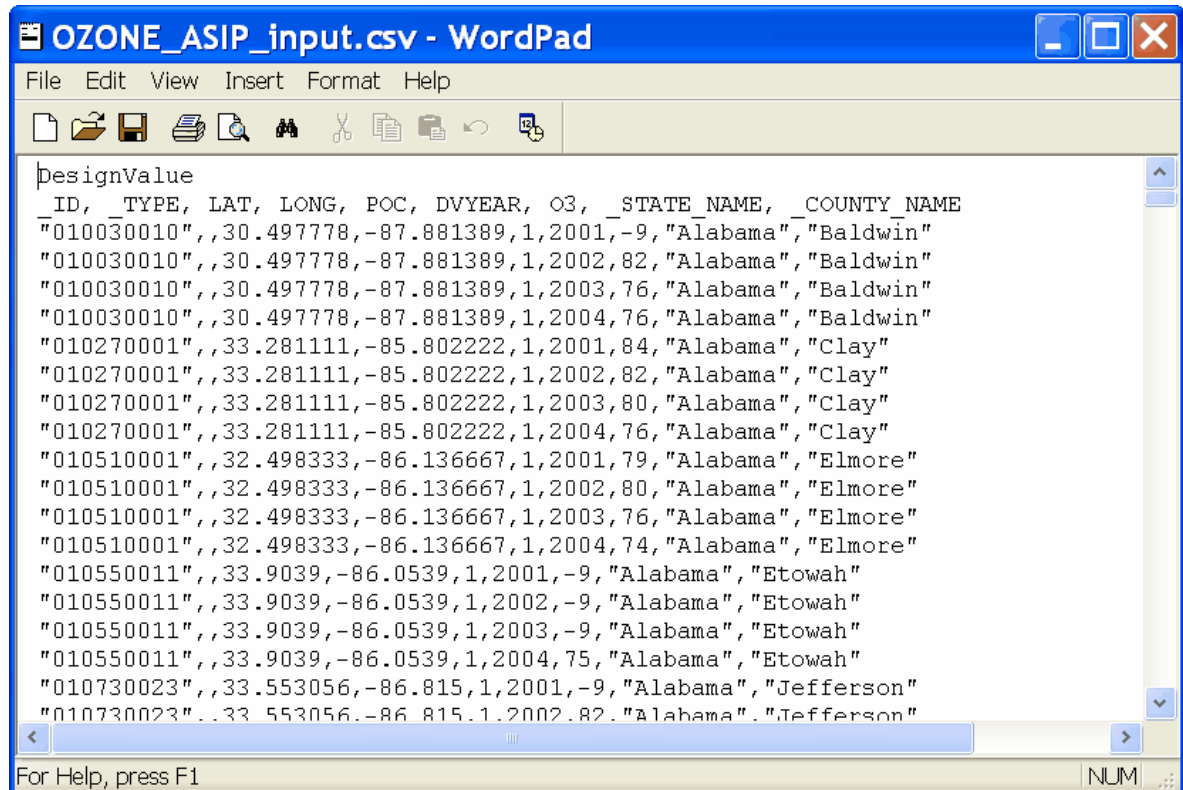 OZONE_ASIP_input.csv - WordPad
File Edit View Insert Format Help
DesignValue
_ID, _TYPE, LAT, LONG, POC, DVYEAR, O3, _STATE_NAME, _COUNTY_NAME
"010030010",,30.497778,-87.881389,1,2001,-9,"Alabama","Baldwin"
"010030010",,30.497778,-87.881389,1,2002,82,"Alabama","Baldwin"
"010030010",,30.497778,-87.881389,1,2003,76,"Alabama","Baldwin"
"010030010",,30.497778,-87.881389,1,2004,76,"Alabama","Baldwin"
"010270001",,33.281111,-85.802222,1,2001,84,"Alabama","Clay"
"010270001",,33.281111,-85.802222,1,2002,82,"Alabama","Clay"
"010270001",,33.281111,-85.802222,1,2003,80,"Alabama","Clay"
"010270001",,33.281111,-85.802222,1,2004,76,"Alabama","Clay"
"010510001",,32.498333,-86.136667,1,2001,79,"Alabama","Elmore"
"010510001",,32.498333,-86.136667,1,2002,80,"Alabama","Elmore"
"010510001",,32.498333,-86.136667,1,2003,76,"Alabama","Elmore"
"010510001",,32.498333,-86.136667,1,2004,74,"Alabama","Elmore"
"010550011",,33.9039,-86.0539,1,2001,-9,"Alabama","Etowah"
"010550011",,33.9039,-86.0539,1,2002,-9,"Alabama","Etowah"
"010550011",,33.9039,-86.0539,1,2003,-9,"Alabama","Etowah"
"010550011",,33.9039,-86.0539,1,2004,75,"Alabama","Etowah"
"010730023",,33.553056,-86.815,1,2001,-9,"Alabama","Jefferson"
"010730023",,33.553056,-86.815,1,2002,82,"Alabama","Jefferson"
For Help, press F1
NUM